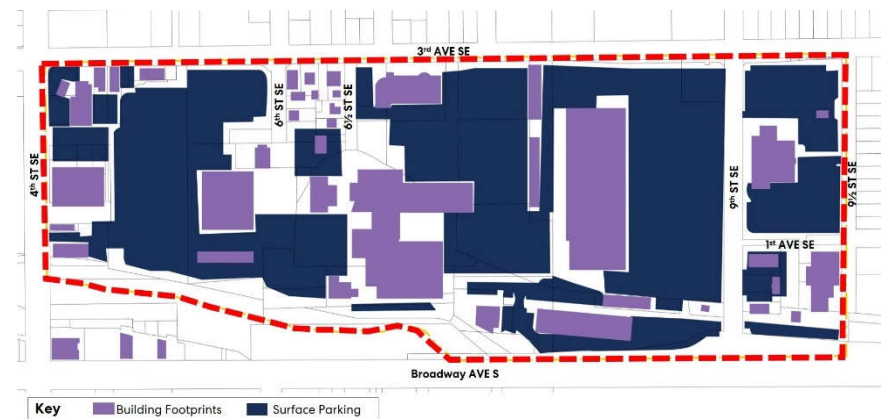 3rd AVE SE
4th ST SE
6th ST SE
6½ ST SE
9th ST SE
9½ ST SE
1st AVE SE
Broadway AVE S
Key Building Footprints Surface Parking